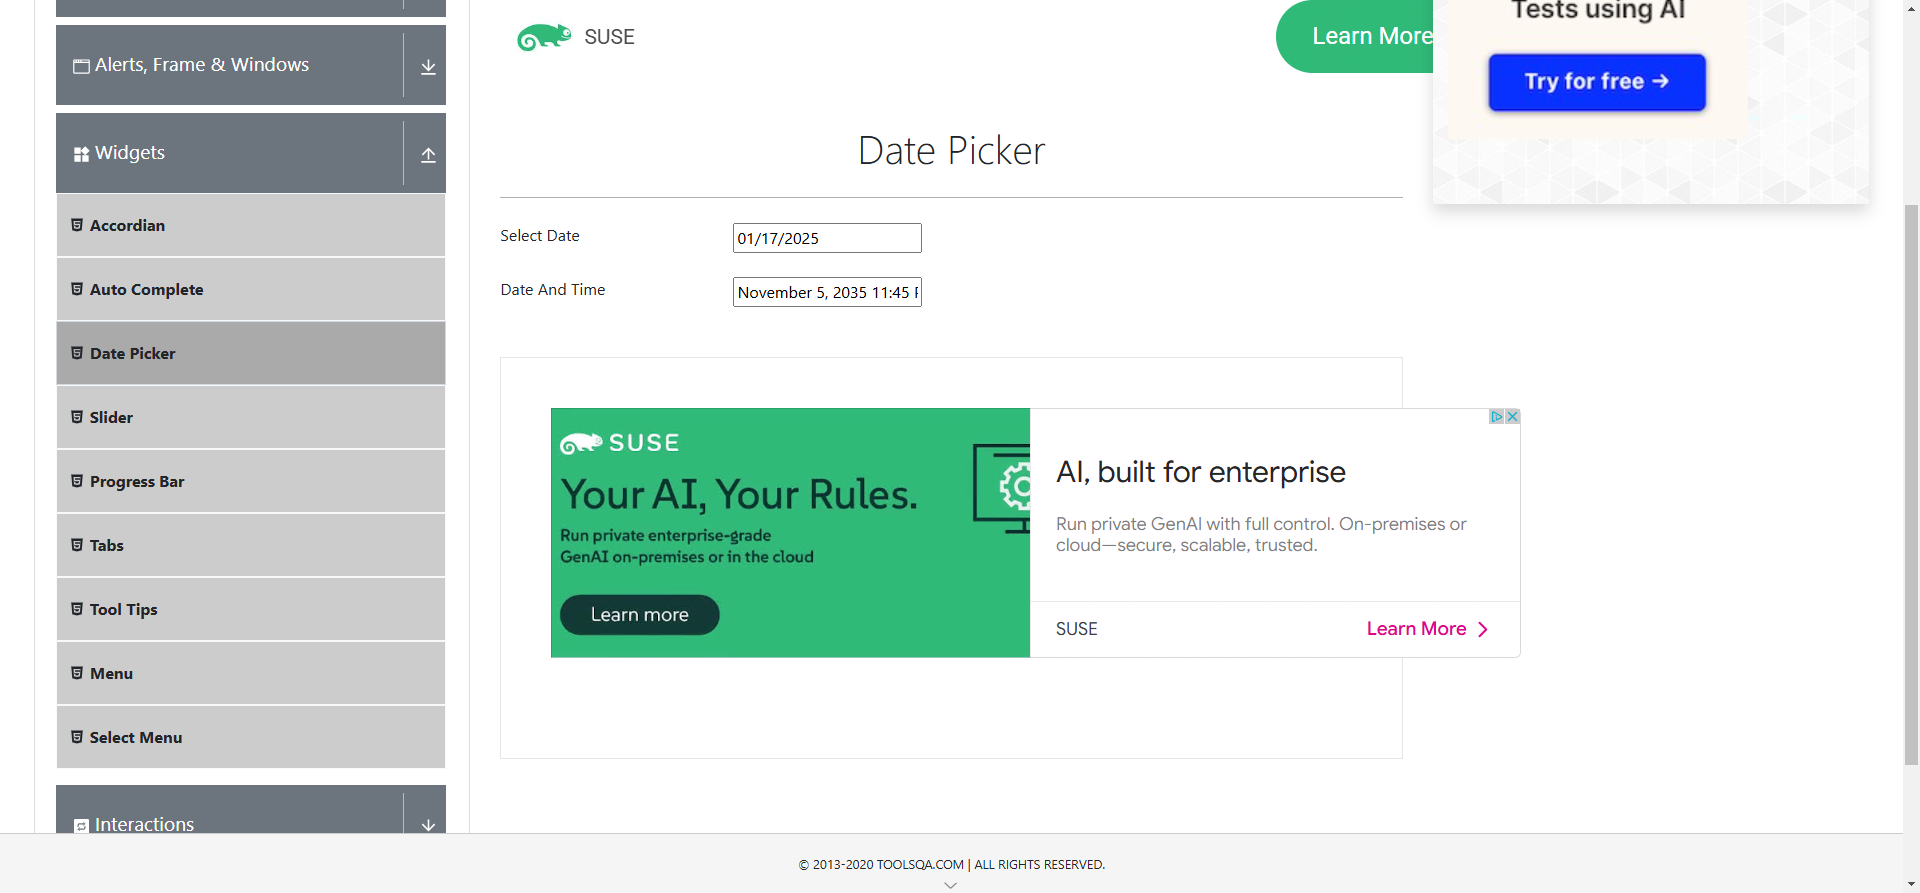 Alerts, Frame & Windows
Widgets
Accordian
Auto Complete
Date Picker
Slider
Progress Bar
Tabs
Tool Tips
Menu
Select Menu
Interactions
SUSE
Learn More
Tests using AI
Try for free →
Date Picker
Select Date
01/17/2025
Date And Time
November 5, 2035 11:45
SUSE
Your AI, Your Rules.
Run private enterprise-grade
GenAI on-premises or in the cloud
Learn more
AI, built for enterprise
Run private GenAI with full control. On-premises or
cloud—secure, scalable, trusted.
SUSE
Learn More
© 2013-2020 TOOLSQA.COM | ALL RIGHTS RESERVED.